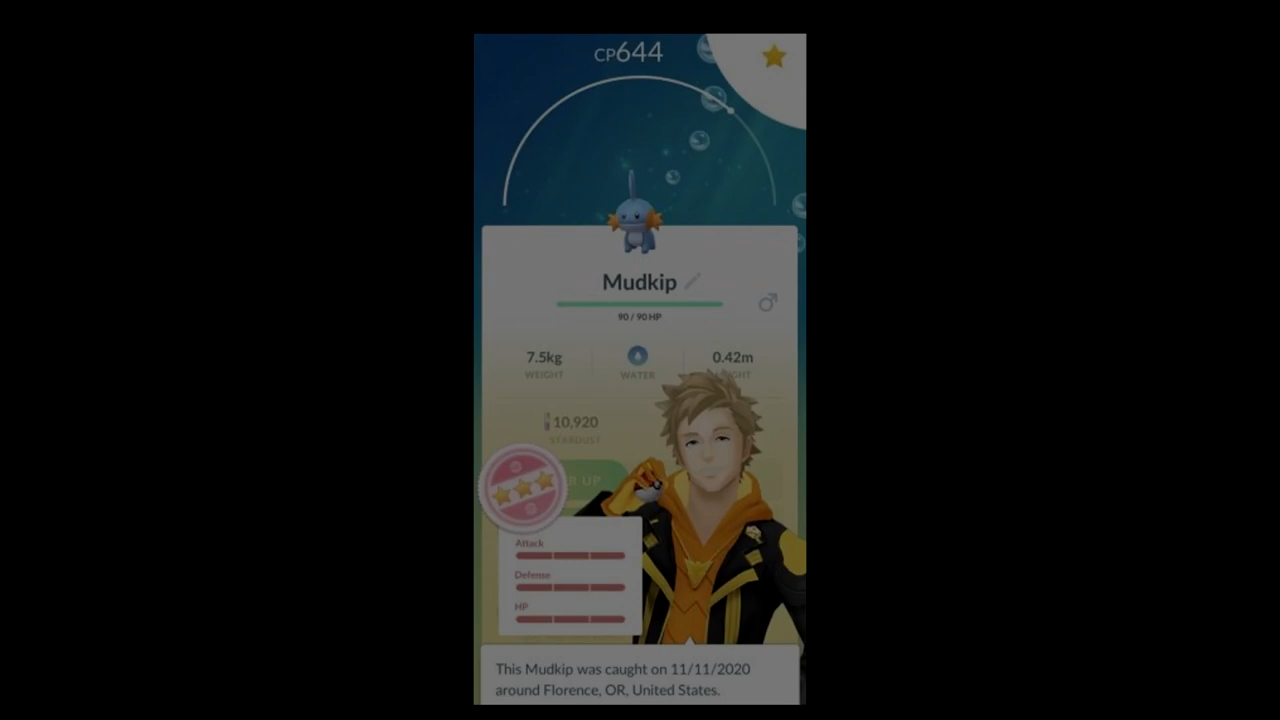 CP644
Mudkip
90 / 90 HP
7.5kg
WEIGHT
WATER
0.42m
10,920
STARDUST
Attack
Defense
HP
This Mudkip was caught on 11/11/2020
around Florence, OR, United States.